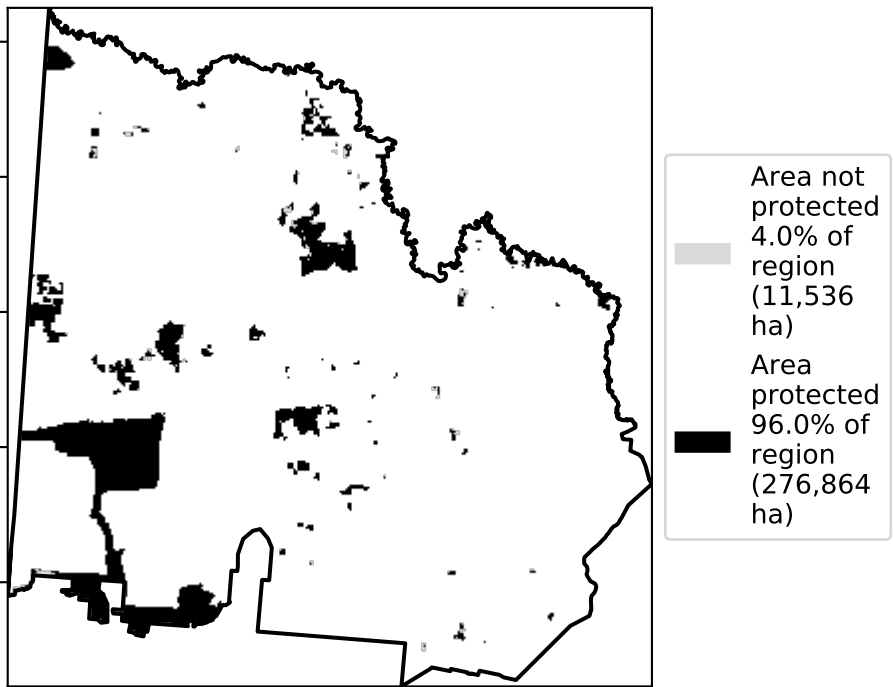 Area not
protected
4.0% of
region
(11,536
ha)
Area
protected
96.0% of
region
(276,864
ha)